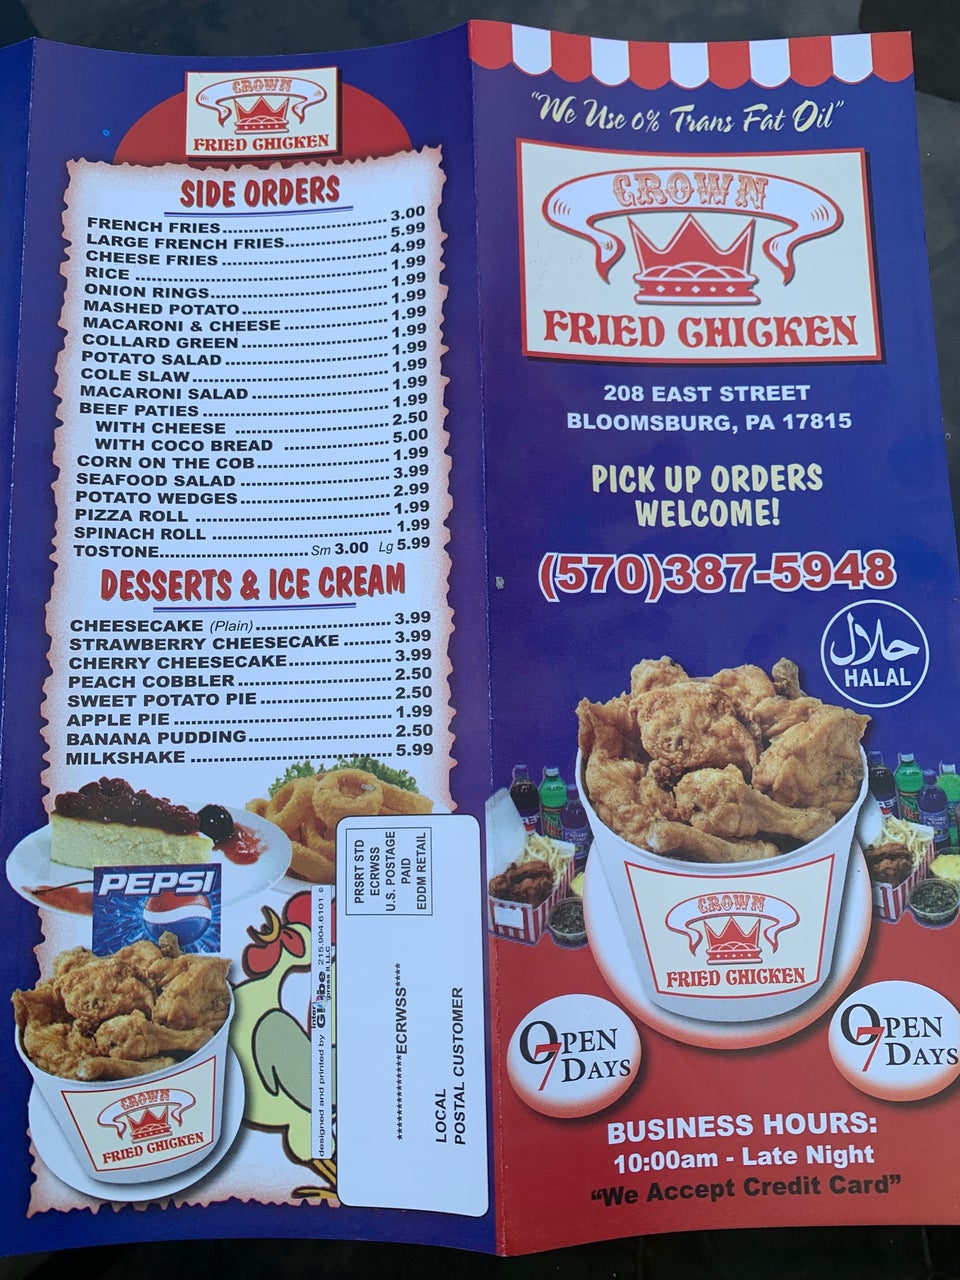 CROWN
FRIED CHICKEN
SIDE ORDERS
FRENCH FRIES 3.00
LARGE FRENCH FRIES 5.99
CHEESE FRIES 4.99
RICE 1.99
ONION RINGS 1.99
MASHED POTATO 1.99
MACARONI & CHEESE 1.99
COLLARD GREEN 1.99
POTATO SALAD 1.99
COLE SLAW 1.99
MACARONI SALAD 1.99
BEEF PATIES 1.99
WITH CHEESE 2.50
WITH COCO BREAD 5.00
CORN ON THE COB 1.99
SEAFOOD SALAD 3.99
POTATO WEDGES 2.99
PIZZA ROLL 1.99
SPINACH ROLL 1.99
TOSTONE Sm 3.00 Lg 5.99
DESSERTS & ICE CREAM
CHEESECAKE (Plain) 3.99
STRAWBERRY CHEESECAKE 3.99
CHERRY CHEESECAKE 3.99
PEACH COBBLER 2.50
SWEET POTATO PIE 2.50
APPLE PIE 1.99
BANANA PUDDING 2.50
MILKSHAKE 5.99
PEPSI
CROWN
FRIED CHICKEN
designed and printed by 215.904.6101
PRSRT STD
ECRWSS
U.S. POSTAGE
PAID
EDDM RETAIL
**************ECRWSS****
LOCAL
POSTAL CUSTOMER
"We Use 0% Trans Fat Oil"
CROWN
FRIED CHICKEN
208 EAST STREET
BLOOMSBURG, PA 17815
PICK UP ORDERS
WELCOME!
(570)387-5948
حلال
HALAL
CROWN
FRIED CHICKEN
OPEN
7 DAYS
OPEN
7 DAYS
BUSINESS HOURS:
10:00am - Late Night
"We Accept Credit Card"